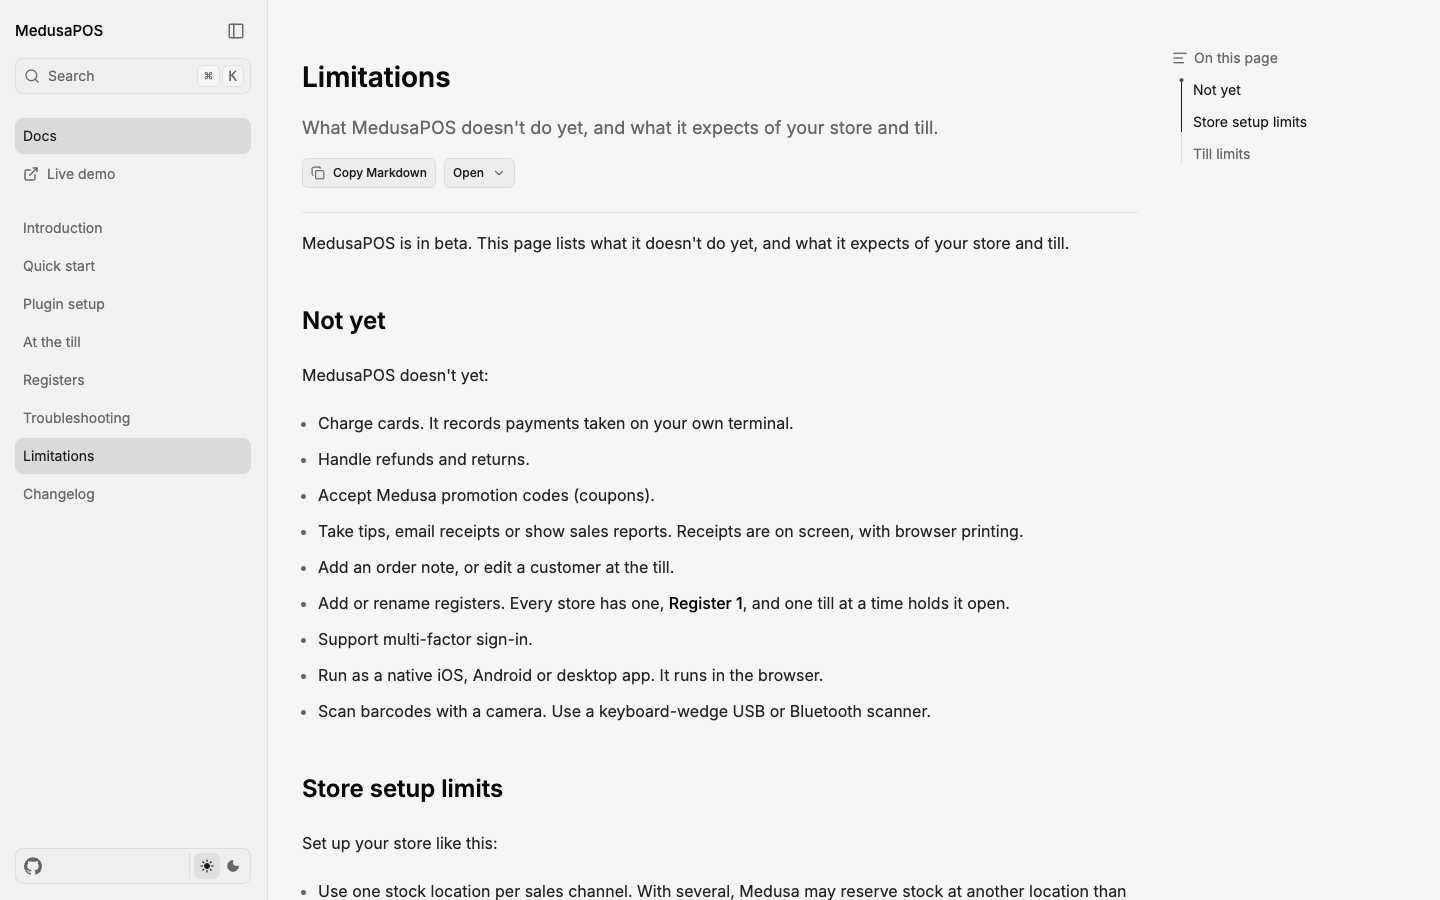 MedusaPOS
Search
⌘ K
Docs
Live demo
Introduction
Quick start
Plugin setup
At the till
Registers
Troubleshooting
Limitations
Changelog
Limitations
What MedusaPOS doesn't do yet, and what it expects of your store and till.
Copy Markdown
Open
MedusaPOS is in beta. This page lists what it doesn't do yet, and what it expects of your store and till.
Not yet
MedusaPOS doesn't yet:
Charge cards. It records payments taken on your own terminal.
Handle refunds and returns.
Accept Medusa promotion codes (coupons).
Take tips, email receipts or show sales reports. Receipts are on screen, with browser printing.
Add an order note, or edit a customer at the till.
Add or rename registers. Every store has one, Register 1, and one till at a time holds it open.
Support multi-factor sign-in.
Run as a native iOS, Android or desktop app. It runs in the browser.
Scan barcodes with a camera. Use a keyboard-wedge USB or Bluetooth scanner.
Store setup limits
Set up your store like this:
Use one stock location per sales channel. With several, Medusa may reserve stock at another location than
On this page
Not yet
Store setup limits
Till limits